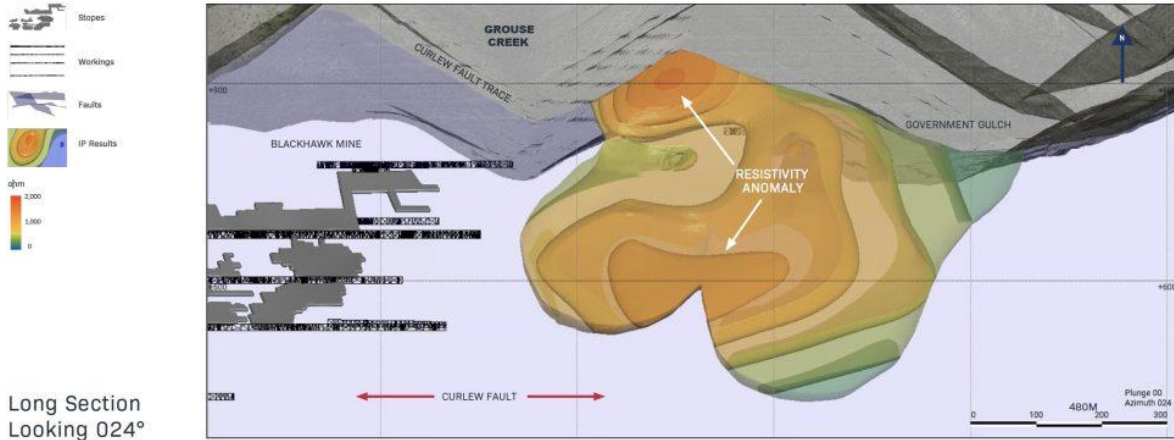 Stopes
Workings
Faults
IP Results
2,000
1,000
0
Long Section
Looking 024°
GROUSE
CREEK
CURLEW FAULT TRACE
N
+900
BLACKHAWK MINE
GOVERNMENT GULCH
RESISTIVITY
ANOMALY
+600
CURLEW FAULT
Plunge 00
Azimuth 024
480M
0 100 200 300